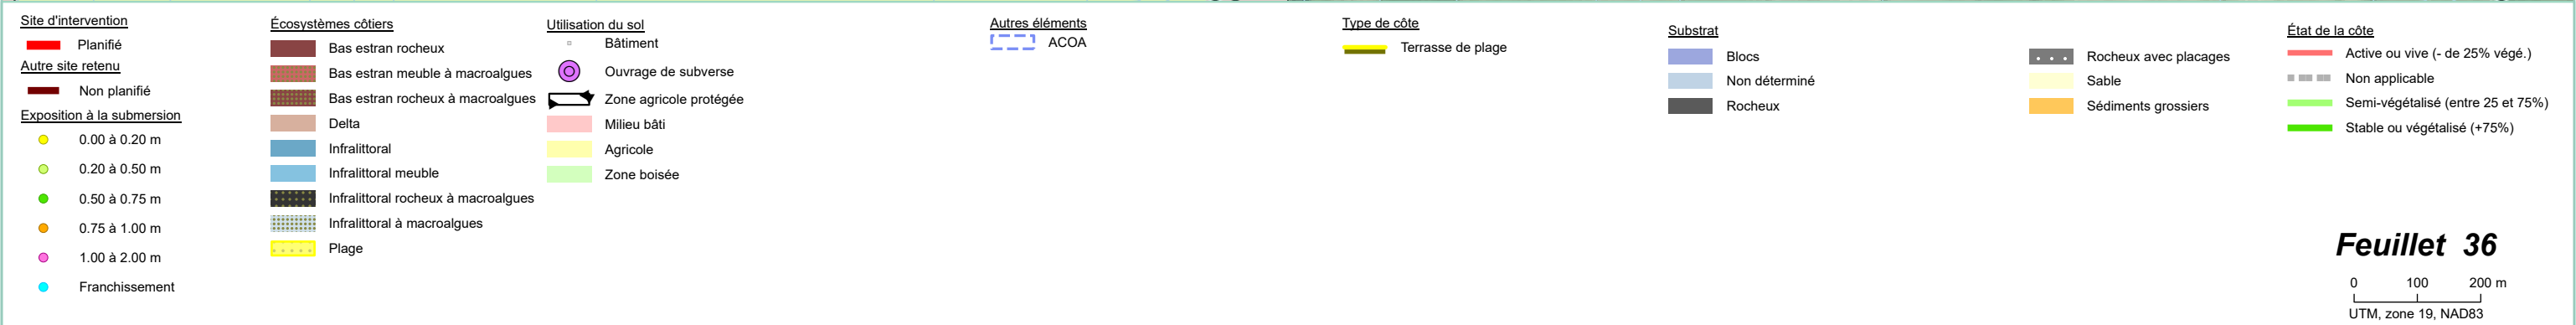 Site d'intervention
Planifié
Autre site retenu
Non planifié
Exposition à la submersion
0.00 à 0.20 m
0.20 à 0.50 m
0.50 à 0.75 m
0.75 à 1.00 m
1.00 à 2.00 m
Franchissement
Écosystèmes côtiers
Bas estran rocheux
Bas estran meuble à macroalgues
Bas estran rocheux à macroalgues
Delta
Infralittoral
Infralittoral meuble
Infralittoral rocheux à macroalgues
Infralittoral à macroalgues
Plage
Utilisation du sol
Bâtiment
Ouvrage de subverse
Zone agricole protégée
Milieu bâti
Agricole
Zone boisée
Autres éléments
ACOA
Type de côte
Terrasse de plage
Substrat
Blocs
Non déterminé
Rocheux
Rocheux avec placages
Sable
Sédiments grossiers
État de la côte
Active ou vive (- de 25% végé.)
Non applicable
Semi-végétalisé (entre 25 et 75%)
Stable ou végétalisé (+75%)
Feuillet 36
0 100 200 m
UTM, zone 19, NAD83